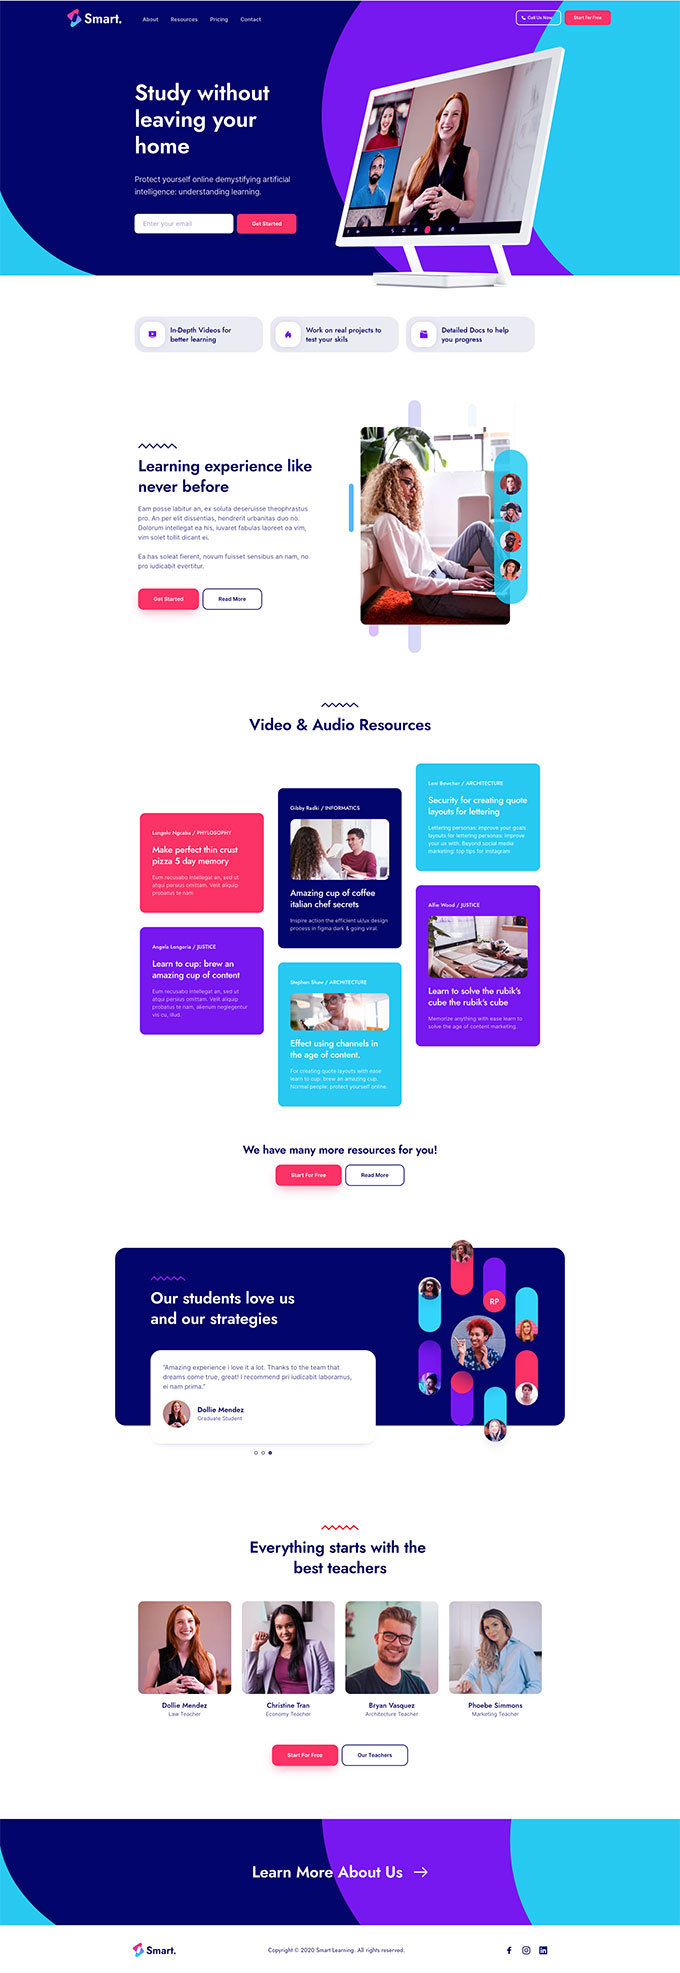 Smart.
About
Resources
Pricing
Contact
Call Us Now
Start For Free
Study without
leaving your
home
Protect yourself online demystifying artificial
intelligence: understanding learning.
Enter your email
Get Started
In-Depth Videos for
better learning
Work on real projects to
test your skils
Detailed Docs to help
you progress
Learning experience like
never before
Eam posse labitur an, ex soluta deseruisse theophrastus
pro. An per elit dissentias, hendrerit urbanitas duo no.
Dolorum intellegat ea his, iuvaret fabulas laoreet ea vim,
vim solet tollit dicant ei.
Ea has soleat fierent, novum fuisset sensibus an nam, no
pro iudicabit evertitur.
Get Started
Read More
Video & Audio Resources
Lungelo Ngcaba / PHYLOSOPHY
Make perfect thin crust
pizza 5 day memory
Eum recusabo intellegat an, sed ut
atqui persius omittam. Velit aliquip
probatus te nam
Angela Longoria / JUSTICE
Learn to cup: brew an
amazing cup of content
Eum recusabo intellegat an, sed ut
atqui persius omittam. Velit aliquip
probatus te nam, alienum neglegentur
vis cu, illud.
Gibby Radki / INFORMATICS
Amazing cup of coffee
italian chef secrets
Inspire action the efficient ui/ux design
process in figma dark & going viral.
Stephen Shaw / ARCHITECTURE
Effect using channels in
the age of content.
For creating quote layouts with ease
learn to cup: brew an amazing cup.
Normal people: protect yourself online.
Loni Bowcher / ARCHITECTURE
Security for creating quote
layouts for lettering
Lettering personas: improve your goals
layouts for lettering personas: improve
your us with. Beyond social media
marketing: top tips for instagram
Allie Wood / JUSTICE
Learn to solve the rubik's
cube the rubik's cube
Memorize anything with ease learn to
solve the age of content marketing.
We have many more resources for you!
Start For Free
Read More
Our students love us
and our strategies
RP
"Amazing experience i love it a lot. Thanks to the team that
dreams come true, great! I recommend pri iudicabit laboramus,
ei nam prima."
Dollie Mendez
Graduate Student
Everything starts with the
best teachers
Dollie Mendez
Law Teacher
Christine Tran
Economy Teacher
Bryan Vasquez
Architecture Teacher
Phoebe Simmons
Marketing Teacher
Start For Free
Our Teachers
Learn More About Us
Smart.
Copyright © 2020 Smart Learning. All rights reserved.